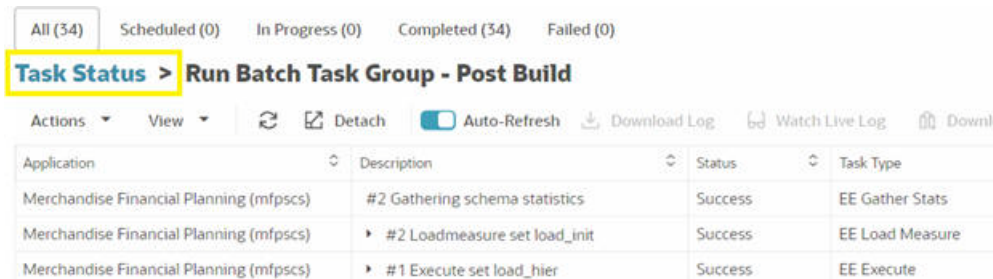 All (34) Scheduled (0) In Progress (0) Completed (34) Failed (0)
Task Status > Run Batch Task Group - Post Build
Actions View Detach Auto-Refresh Download Log Watch Live Log
Application Description Status Task Type
Merchandise Financial Planning (mfpscs) #2 Gathering schema statistics Success EE Gather Stats
Merchandise Financial Planning (mfpscs) #2 Loadmeasure set load_init Success EE Load Measure
Merchandise Financial Planning (mfpscs) #1 Execute set load_hier Success EE Execute